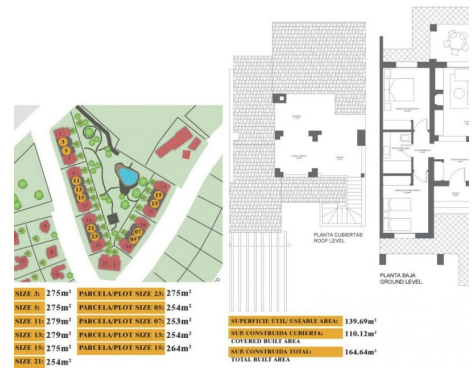 PLANTA CUBIERTAS
ROOF LEVEL
PLANTA BAJA
GROUND LEVEL
SIZE 3: 275m² PARCELA/PLOT SIZE 23: 275m²
SIZE 5: 275m² PARCELA/PLOT SIZE 05: 254m²
SIZE 11: 279m² PARCELA/PLOT SIZE 07: 253m²
SIZE 13: 279m² PARCELA/PLOT SIZE 13: 254m²
SIZE 15: 275m² PARCELA/PLOT SIZE 15: 264m²
SIZE 21: 254m²
SUPERFICIE ÚTIL/ USEABLE AREA: 139.69m²
SUP. CONSTRUIDA CUBIERTA: 110.12m²
COVERED BUILT AREA
SUP. CONSTRUIDA TOTAL: 164.64m²
TOTAL BUILT AREA